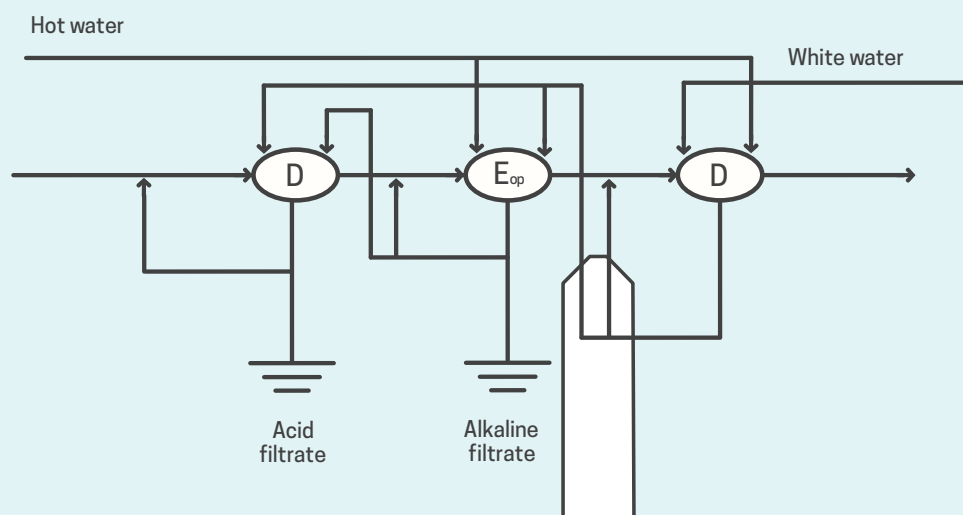 Hot water
White water
D
Eop
D
Acid
filtrate
Alkaline
filtrate